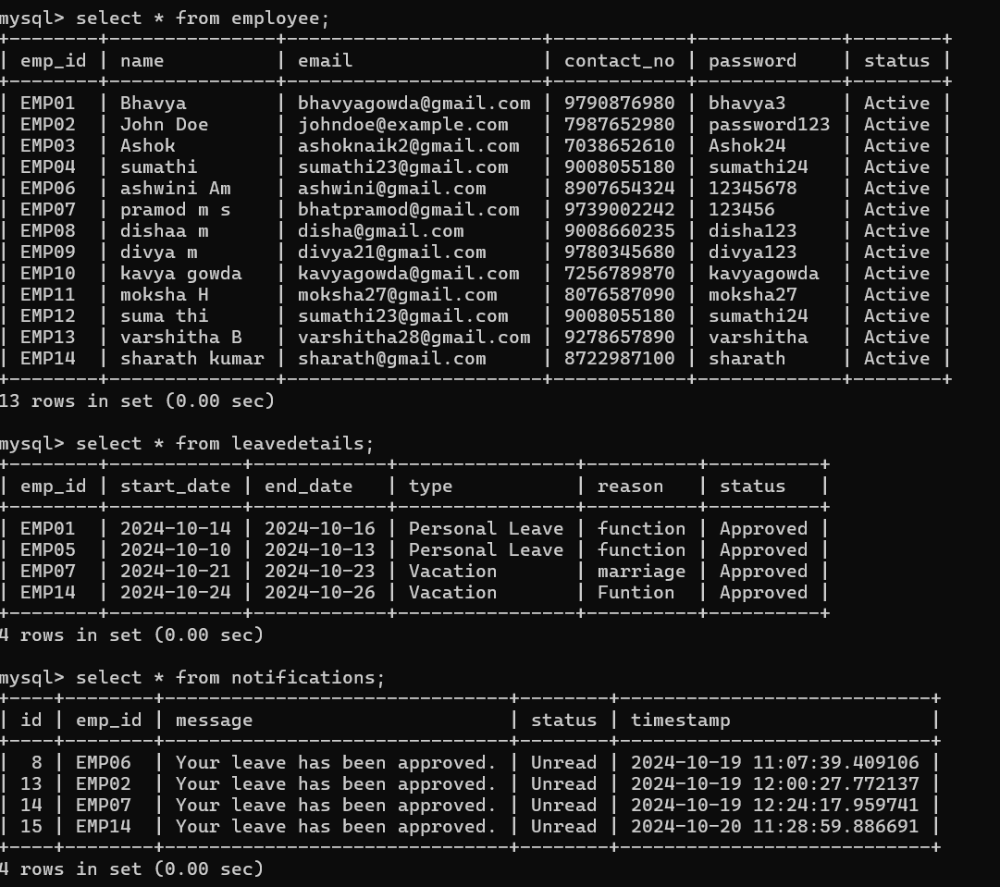 mysql> select * from employee;
+--------+---------------+-----------------------+------------+-------------+--------+
| emp_id | name          | email                 | contact_no | password    | status |
+--------+---------------+-----------------------+------------+-------------+--------+
| EMP01  | Bhavya        | bhavyagowda@gmail.com | 9790876980 | bhavya3     | Active |
| EMP02  | John Doe      | johndoe@example.com   | 7987652980 | password123 | Active |
| EMP03  | Ashok         | ashoknaik2@gmail.com  | 7038652610 | Ashok24     | Active |
| EMP04  | sumathi       | sumathi23@gmail.com   | 9008055180 | sumathi24   | Active |
| EMP06  | ashwini Am    | ashwini@gmail.com     | 8907654324 | 12345678    | Active |
| EMP07  | pramod m s    | bhatpramod@gmail.com  | 9739002242 | 123456      | Active |
| EMP08  | dishaa m      | disha@gmail.com       | 9008660235 | disha123    | Active |
| EMP09  | divya m       | divya21@gmail.com     | 9780345680 | divya123    | Active |
| EMP10  | kavya gowda   | kavyagowda@gmail.com  | 7256789870 | kavyagowda  | Active |
| EMP11  | moksha H      | moksha27@gmail.com    | 8076587090 | moksha27    | Active |
| EMP12  | suma thi      | sumathi23@gmail.com   | 9008055180 | sumathi24   | Active |
| EMP13  | varshitha B   | varshitha28@gmail.com | 9278657890 | varshitha   | Active |
| EMP14  | sharath kumar | sharath@gmail.com     | 8722987100 | sharath     | Active |
+--------+---------------+-----------------------+------------+-------------+--------+
13 rows in set (0.00 sec)

mysql> select * from leavedetails;
+--------+------------+------------+----------------+----------+----------+
| emp_id | start_date | end_date   | type           | reason   | status   |
+--------+------------+------------+----------------+----------+----------+
| EMP01  | 2024-10-14 | 2024-10-16 | Personal Leave | function | Approved |
| EMP05  | 2024-10-10 | 2024-10-13 | Personal Leave | function | Approved |
| EMP07  | 2024-10-21 | 2024-10-23 | Vacation       | marriage | Approved |
| EMP14  | 2024-10-24 | 2024-10-26 | Vacation       | Funtion  | Approved |
+--------+------------+------------+----------------+----------+----------+
4 rows in set (0.00 sec)

mysql> select * from notifications;
+----+--------+-------------------------------+--------+----------------------------+
| id | emp_id | message                       | status | timestamp                  |
+----+--------+-------------------------------+--------+----------------------------+
|  8 | EMP06  | Your leave has been approved. | Unread | 2024-10-19 11:07:39.409106 |
| 13 | EMP02  | Your leave has been approved. | Unread | 2024-10-19 12:00:27.772137 |
| 14 | EMP07  | Your leave has been approved. | Unread | 2024-10-19 12:24:17.959741 |
| 15 | EMP14  | Your leave has been approved. | Unread | 2024-10-20 11:28:59.886691 |
+----+--------+-------------------------------+--------+----------------------------+
4 rows in set (0.00 sec)